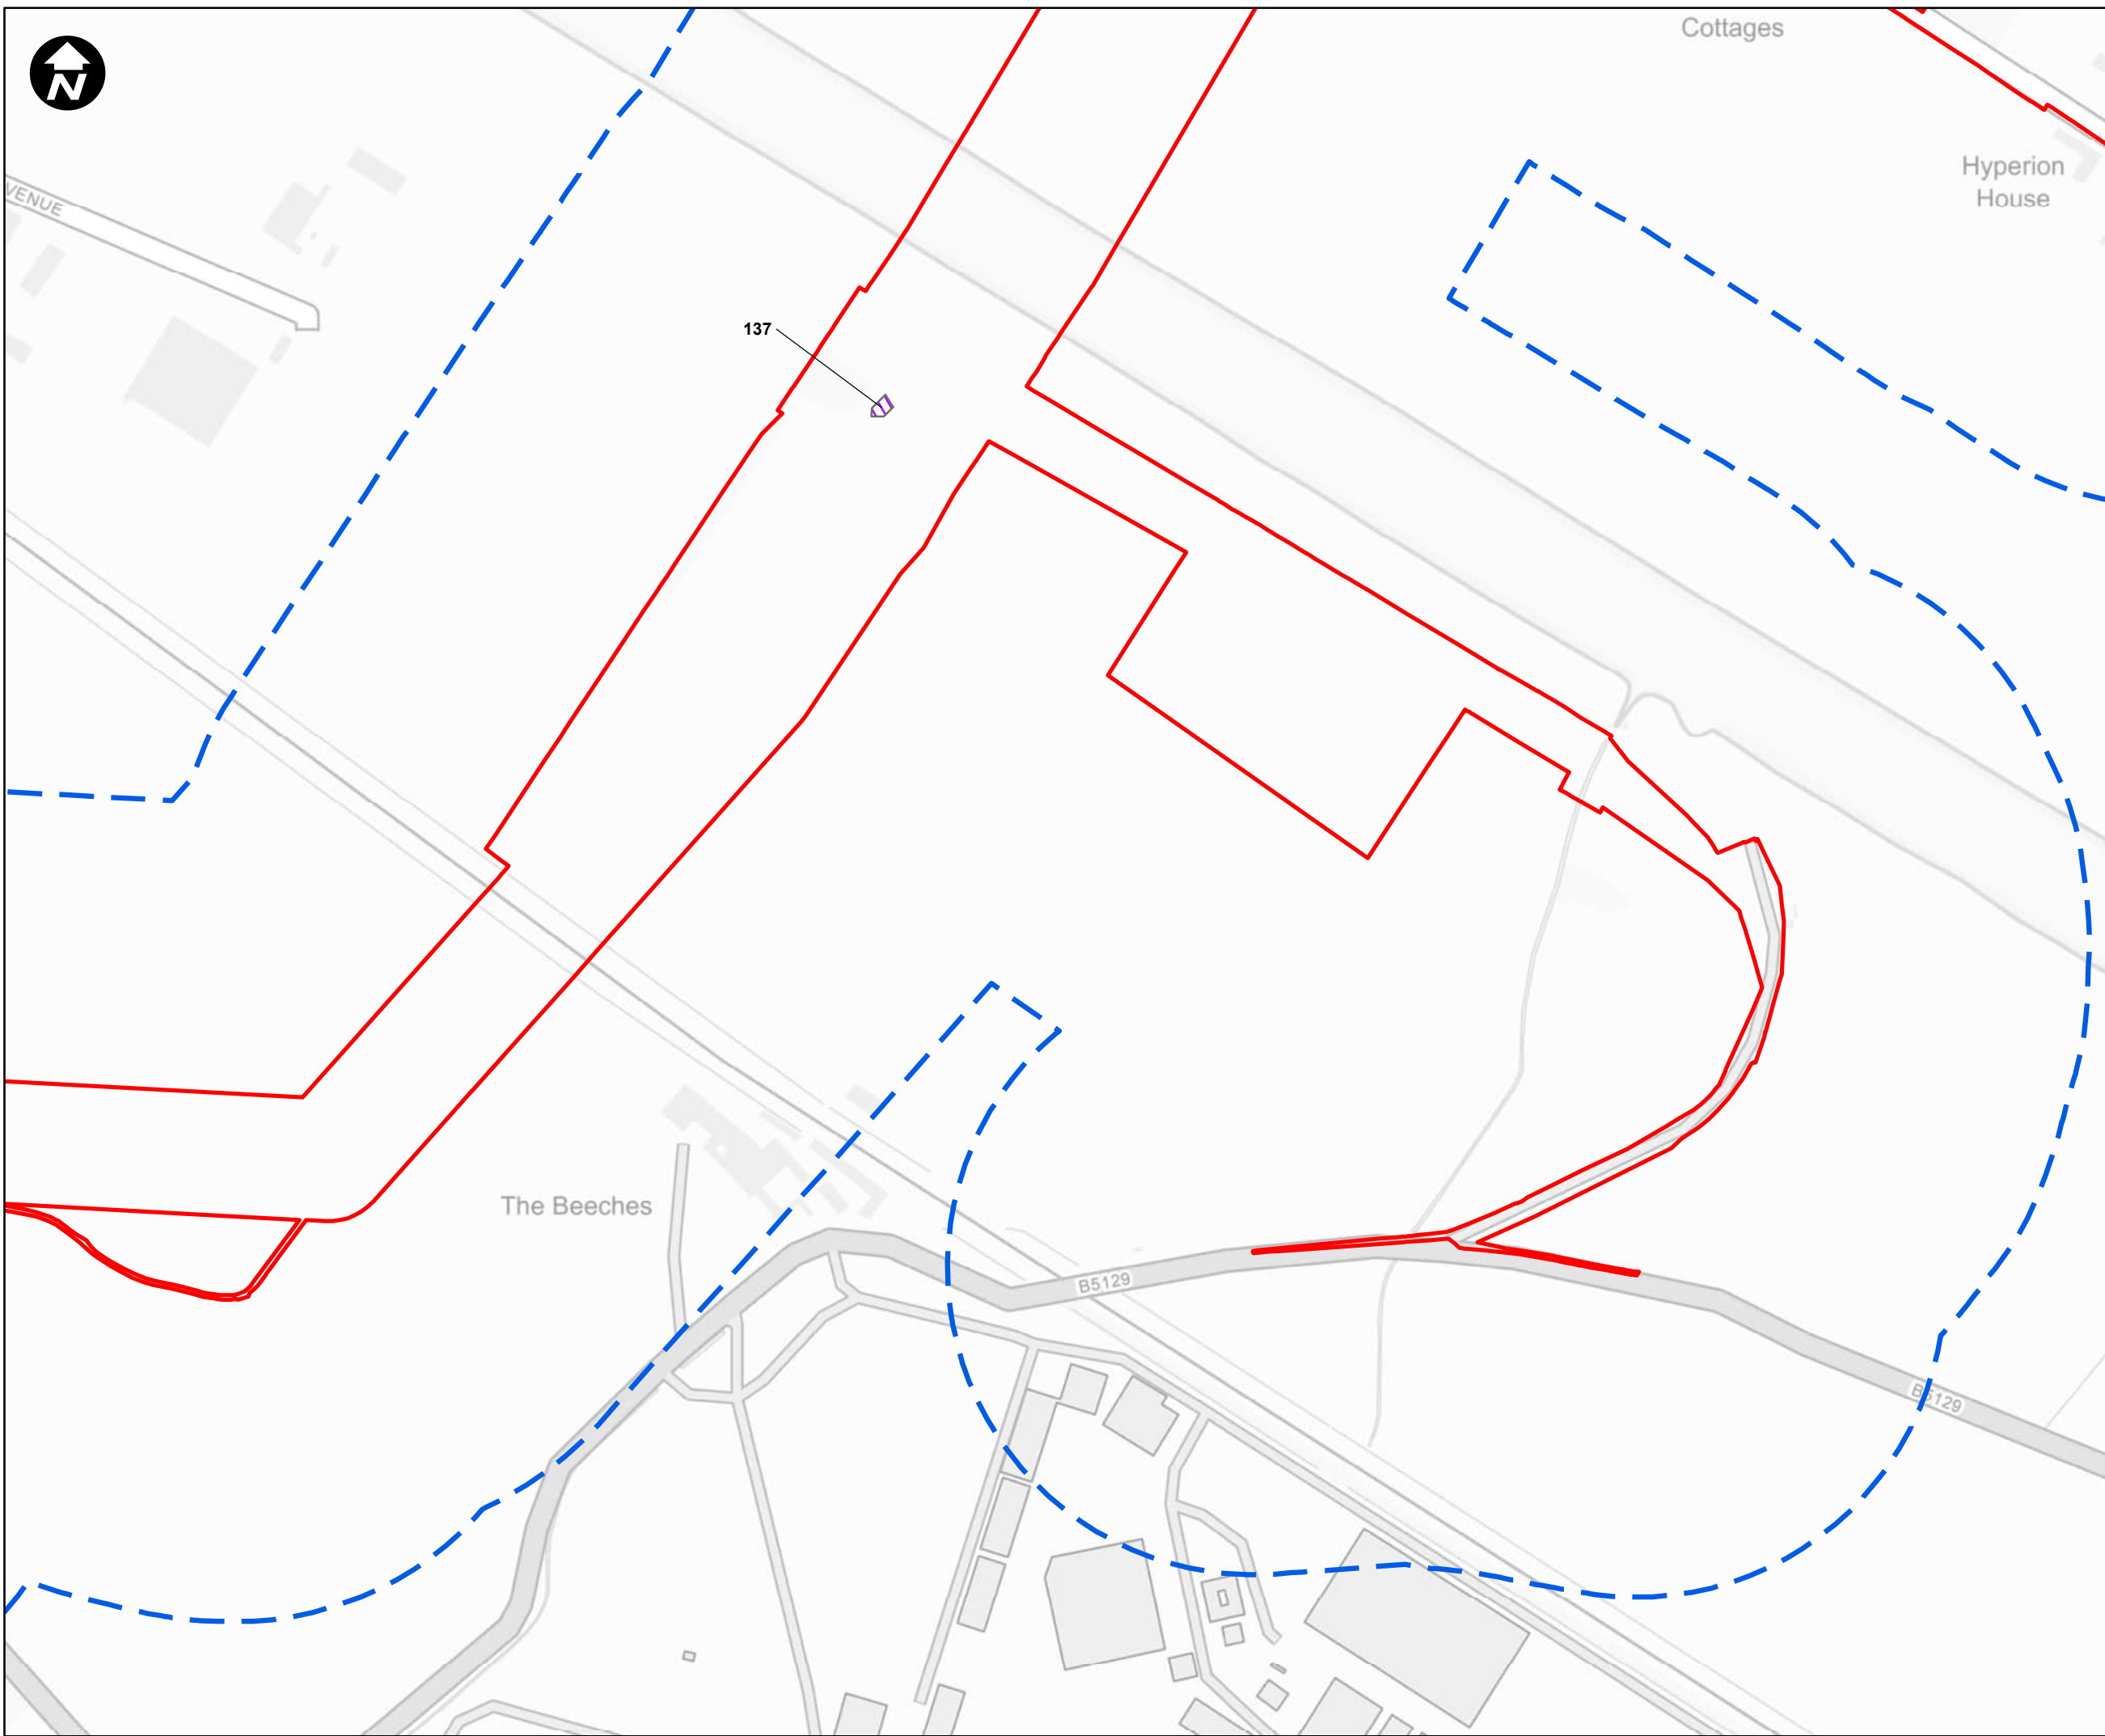 Cottages
N
Hyperion
House
VENUE
137
The Beeches
B5129
B5129